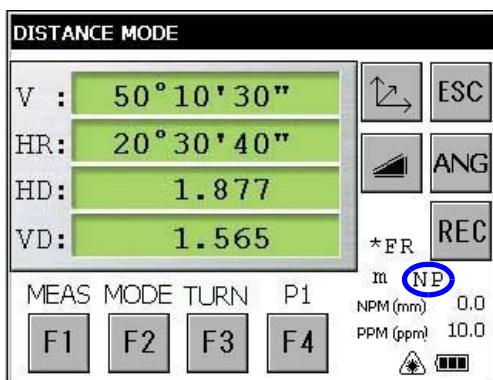 DISTANCE MODE
V : 50°10'30"
HR: 20°30'40"
HD: 1.877
VD: 1.565
ESC
ANG
REC
*FR
m NP
NPM (mm) 0.0
PPM (ppm) 10.0
MEAS MODE TURN P1
F1 F2 F3 F4